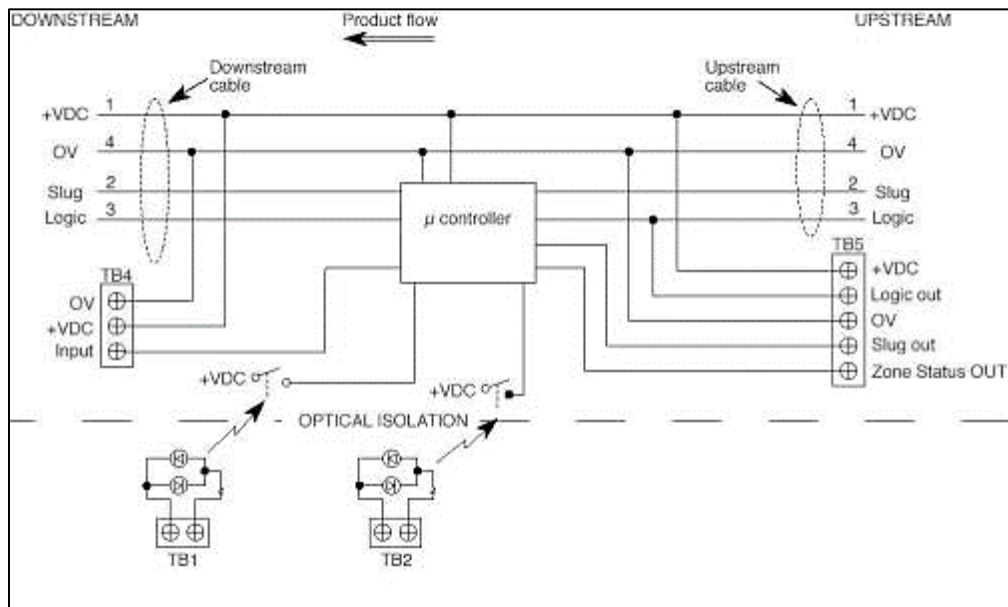 DOWNSTREAM
Product flow
UPSTREAM
Downstream
cable
Upstream
cable
+VDC 1
OV 4
Slug 2
Logic 3
1 +VDC
4 OV
2 Slug
3 Logic
µ controller
TB4
OV
+VDC
Input
TB5
+VDC
Logic out
OV
Slug out
Zone Status OUT
+VDC
+VDC
OPTICAL ISOLATION
TB1
TB2